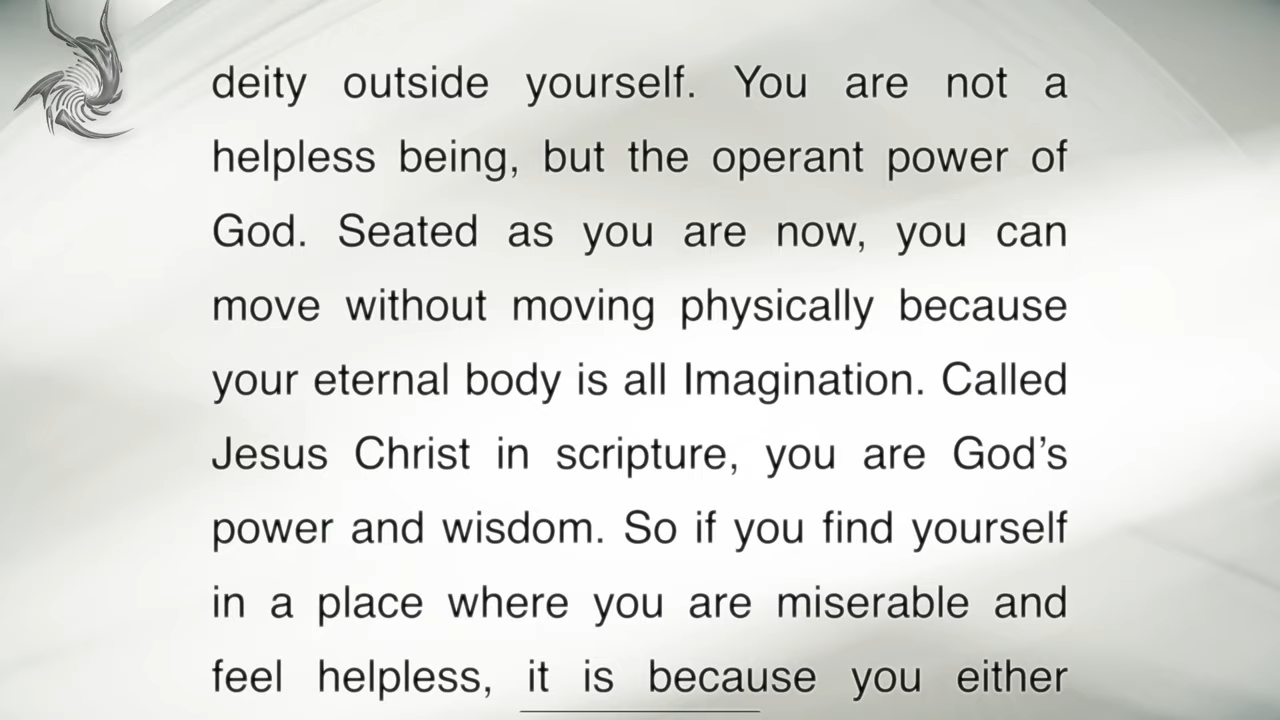 deity outside yourself. You are not a
helpless being, but the operant power of
God. Seated as you are now, you can
move without moving physically because
your eternal body is all Imagination. Called
Jesus Christ in scripture, you are God’s
power and wisdom. So if you find yourself
in a place where you are miserable and
feel helpless, it is because you either